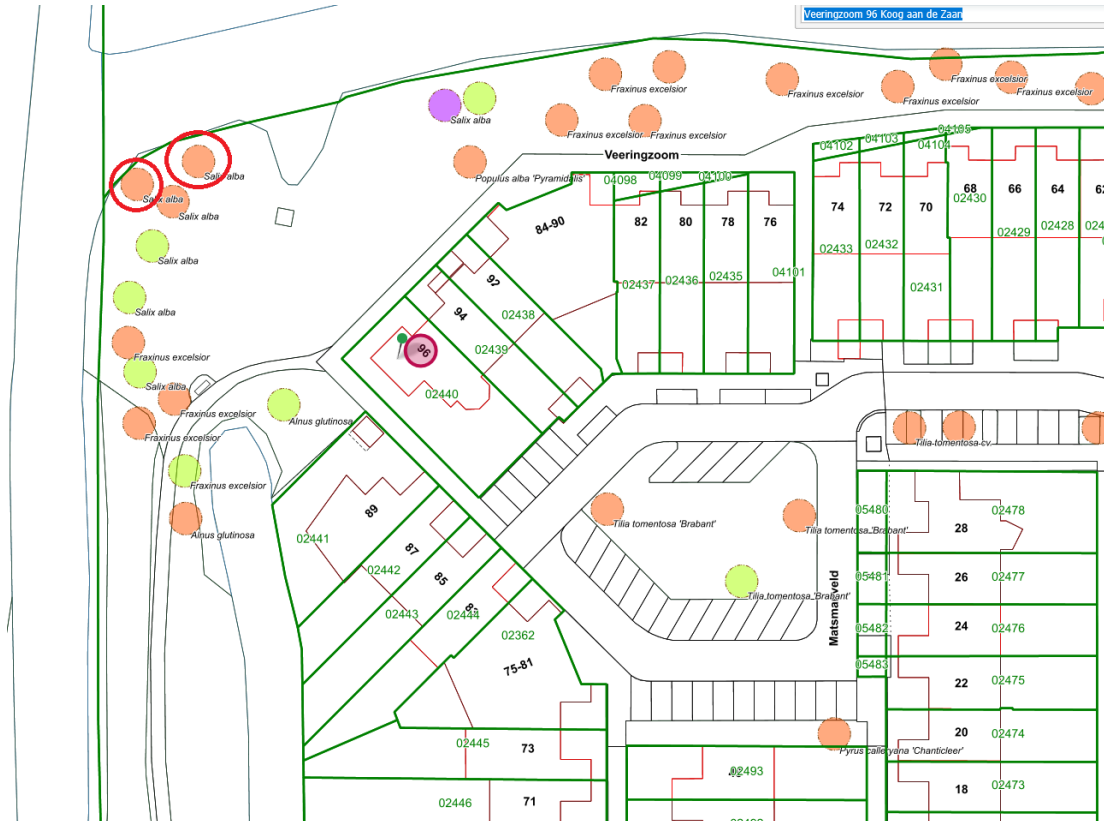 Veeringzoom 96 Koog aan de Zaan
Fraxinus excelsior
Fraxinus excelsior
Fraxinus excelsior
Fraxinus excelsior
Fraxinus excelsior
Salix alba
Fraxinus excelsior
Fraxinus excelsior
04105
04103
04102
04104
Veeringzoom
Salix alba
Populus alba 'Pyramidalis'
04098
04099
04100
Salix alba
Salix alba
68
66
64
02430
74
72
70
82
80
78
76
84-90
02429
02428
02433
02432
Salix alba
04101
92
02437
02436
02435
02431
Salix alba
94
02438
96
02439
Fraxinus excelsior
Salix alba
02440
Fraxinus excelsior
Alnus glutinosa
Fraxinus excelsior
Tilia tomentosa cv.
Fraxinus excelsior
89
05480
02478
Alnus glutinosa
02441
Tilia tomentosa 'Brabant'
Tilia tomentosa 'Brabant'
28
87
02442
85
05481
26
02477
Tilia tomentosa 'Brabant'
02443
02444
Matsmanveld
05482
24
02476
02362
75-81
05483
22
02475
02445
73
20
02474
Pyrus calleryana 'Chanticleer'
02493
02446
71
18
02473